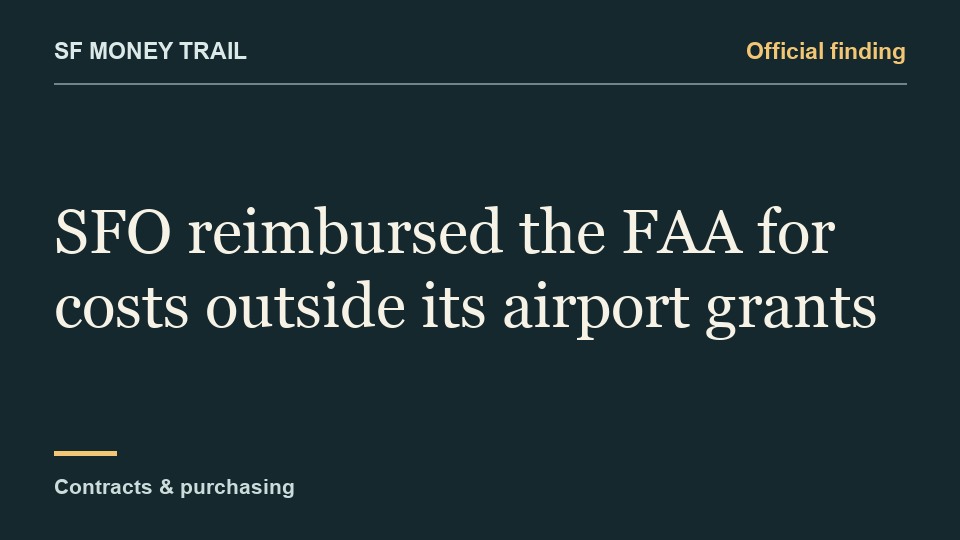 SF MONEY TRAIL
Official finding
SFO reimbursed the FAA for
costs outside its airport grants
Contracts & purchasing